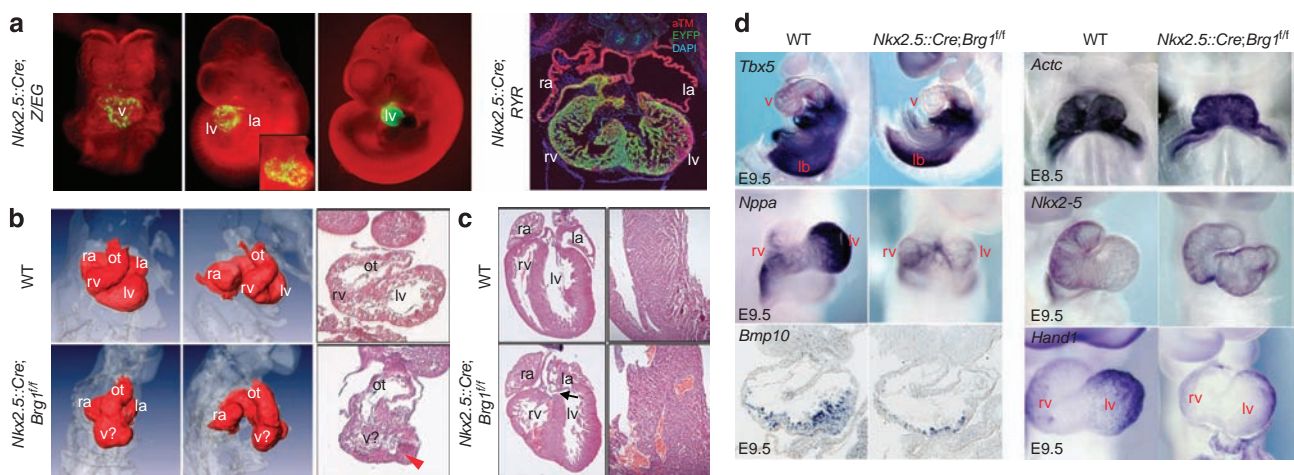 a
Nkx2.5::Cre;
Z/EG
v
lv
la
lv
Nkx2.5::Cre;
RYR
aTM
EYFP
DAPI
ra
la
rv
lv
b
WT
ra
la
rv
lv
ot
ra
rv
lv
ot
rv
lv
Nkx2.5::Cre;
Brg1f/f
ot
la
ra
v?
ot
ra
v?
ot
v?
c
WT
ra
la
rv
lv
Nkx2.5::Cre;
Brg1f/f
ra
la
rv
lv
d
WT
Nkx2.5::Cre;Brg1f/f
Tbx5
v
v
lb
lb
E9.5
Nppa
rv
lv
rv
lv
E9.5
Bmp10
E9.5
WT
Nkx2.5::Cre;Brg1f/f
Actc
E8.5
Nkx2-5
E9.5
Hand1
rv
lv
rv
lv
E9.5